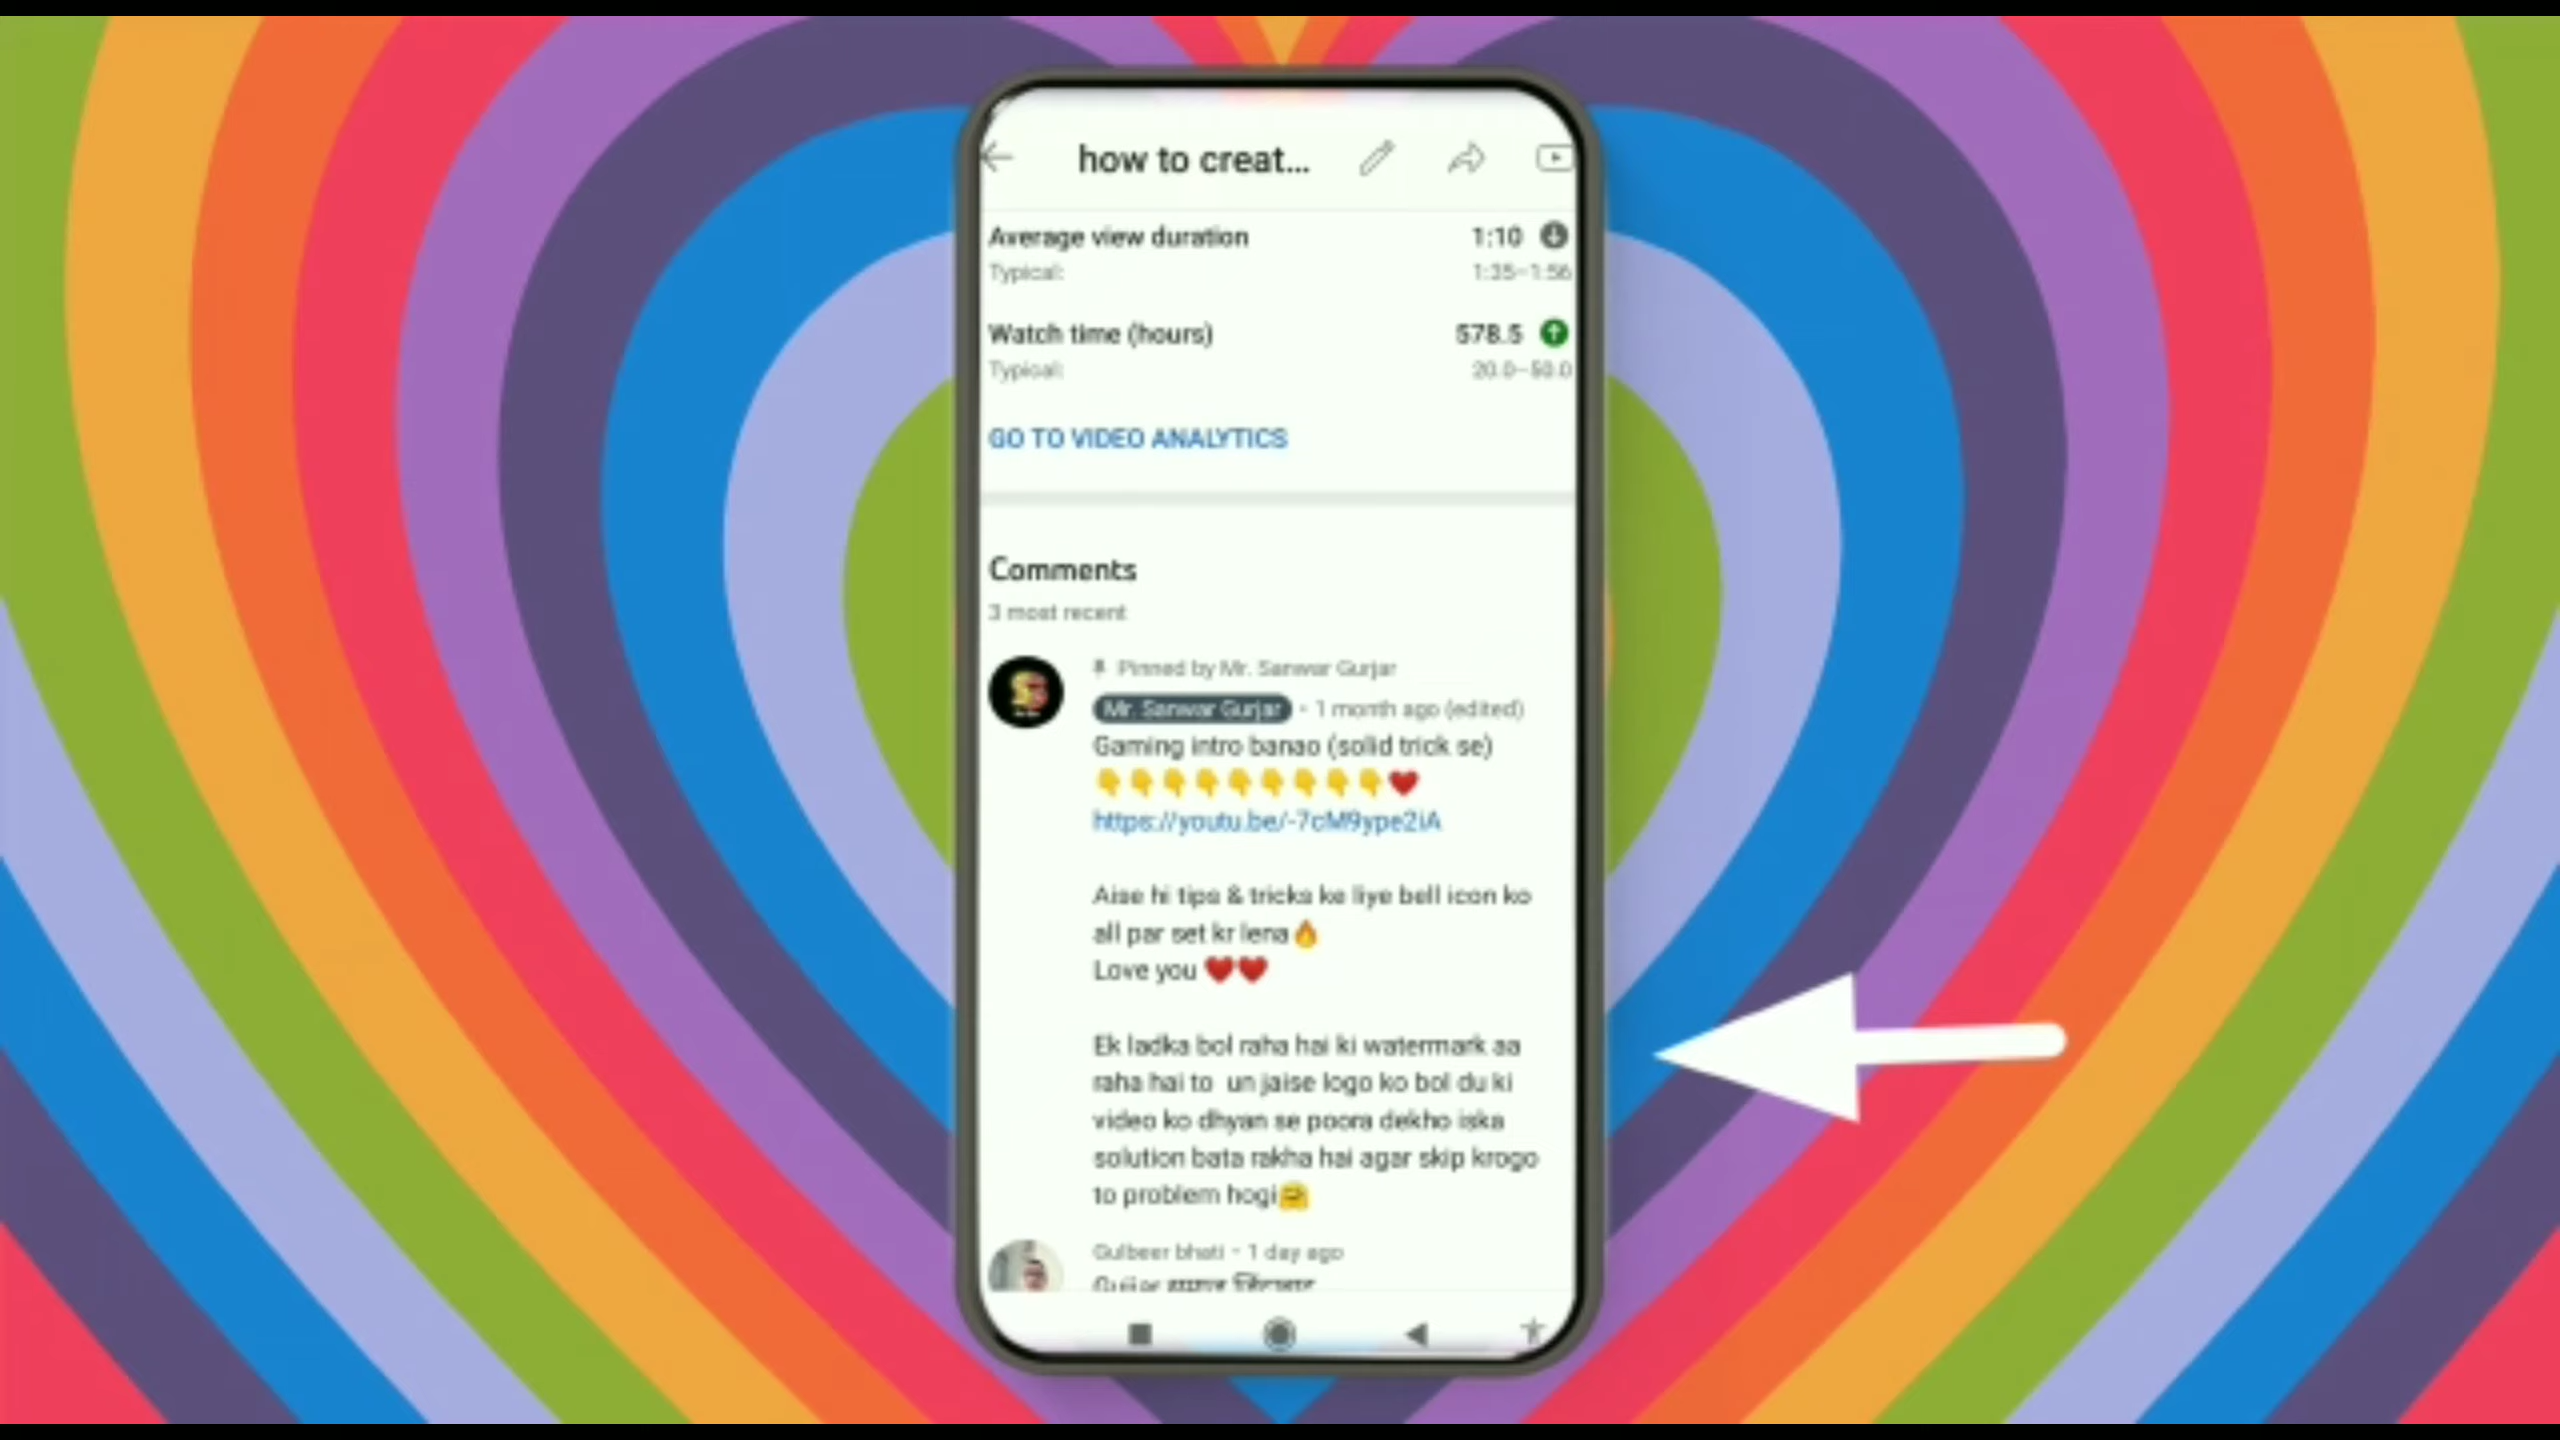 how to creat...
Average view duration 1:10
Typical: 1:35–1:56
Watch time (hours) 578.5
Typical: 20.0–50.0
GO TO VIDEO ANALYTICS
Comments
3 most recent
Pinned by Mr. Sanwar Gurjar
Mr. Sanwar Gurjar • 1 month ago (edited)
Gaming intro banao (solid trick se)
👇👇👇👇👇👇👇👇👇❤️
https://youtu.be/-7cM9ype2iA
Aise hi tips & tricks ke liye bell icon ko
all par set kr lena🔥
Love you ❤️❤️
Ek ladka bol raha hai ki watermark aa
raha hai to un jaise logo ko bol du ki
video ko dhyan se poora dekho iska
solution bata rakha hai agar skip krogo
to problem hogi🤗
Gulbeer bhati • 1 day ago